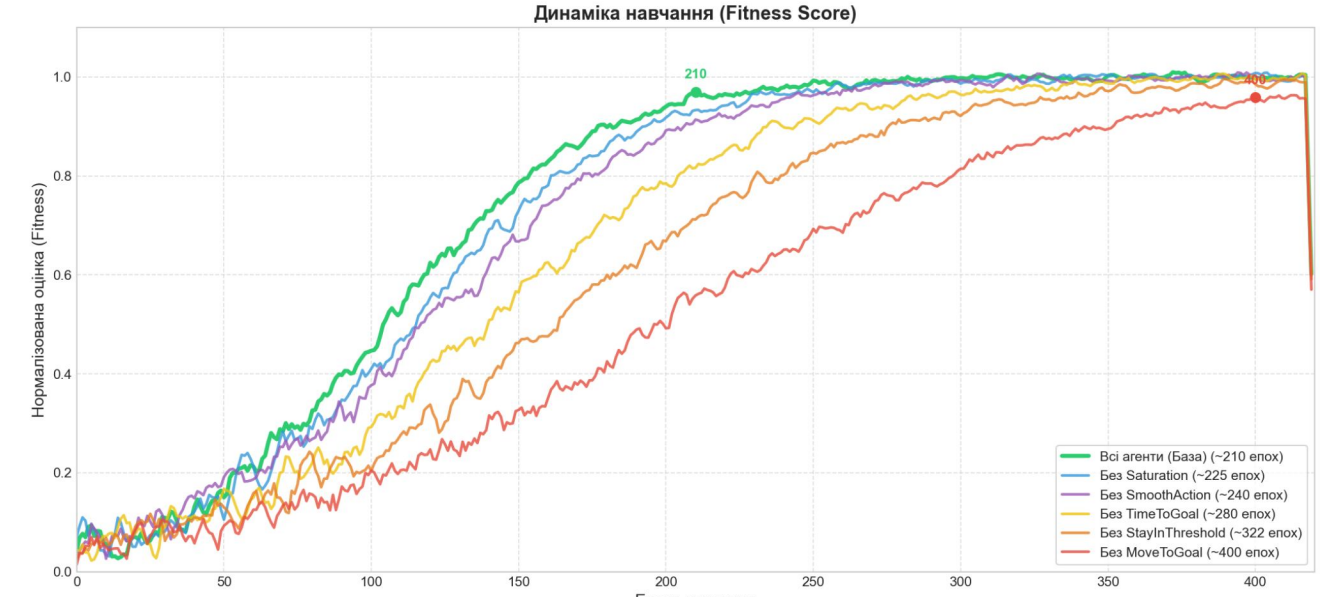 Динаміка навчання (Fitness Score)
Нормалізована оцінка (Fitness)
1.0
0.8
0.6
0.4
0.2
0.0
210
400
Всі агенти (База) (~210 епох)
Без Saturation (~225 епох)
Без SmoothAction (~240 епох)
Без TimeToGoal (~280 епох)
Без StayInThreshold (~322 епох)
Без MoveToGoal (~400 епох)
0 50 100 150 200 250 300 350 400